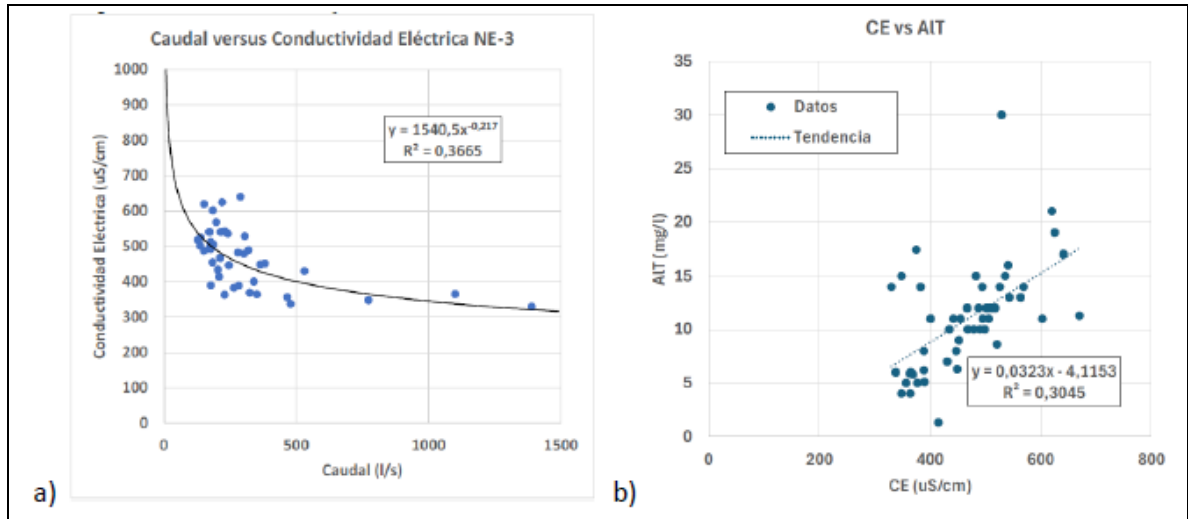 Caudal versus Conductividad Eléctrica NE-3
1000
900
800
700
600
500
400
300
200
100
0
Conductividad Eléctrica (uS/cm)
y = 1540,5x^-0,217
R² = 0,3665
0 500 1000 1500
Caudal (l/s)
a)
CE vs AlT
35
30
25
20
15
10
5
0
AlT (mg/l)
Datos
Tendencia
y = 0,0323x - 4,1153
R² = 0,3045
0 200 400 600 800
CE (uS/cm)
b)